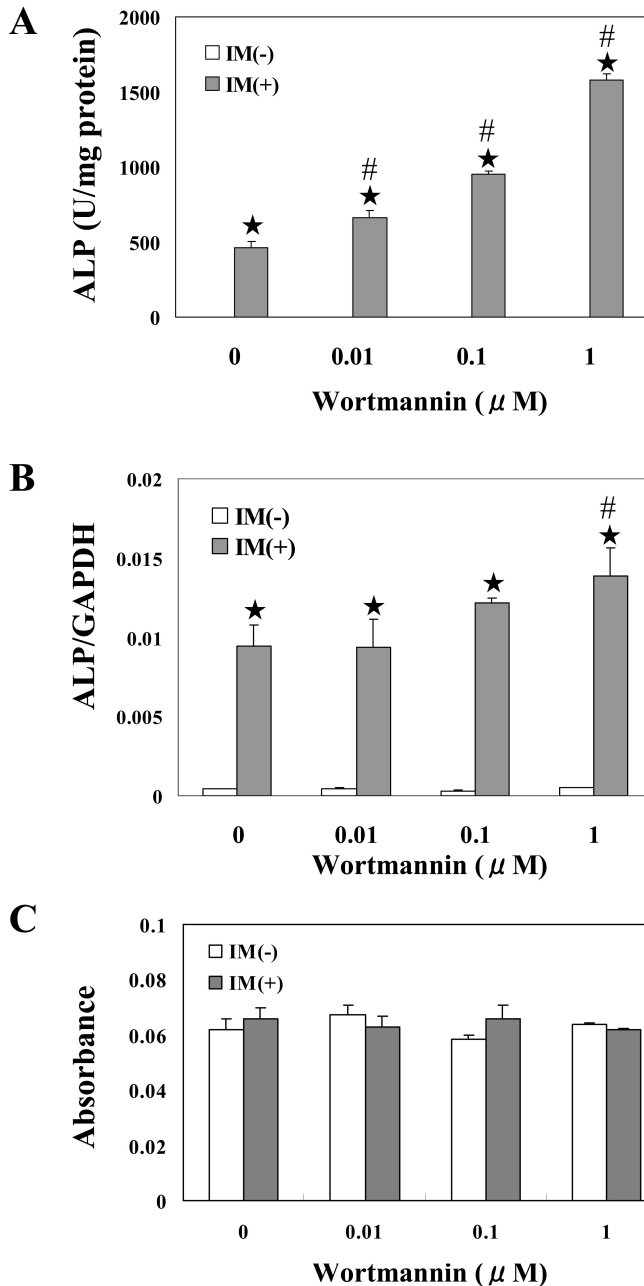 A
ALP (U/mg protein)
2000
1500
1000
500
0
IM(-)
IM(+)
★ # ★ # ★ # ★
0 0.01 0.1 1
Wortmannin ( μ M)
B
ALP/GAPDH
0.02
0.015
0.01
0.005
0
IM(-)
IM(+)
★ ★ ★ # ★
0 0.01 0.1 1
Wortmannin ( μ M)
C
Absorbance
0.1
0.08
0.06
0.04
0.02
0
IM(-)
IM(+)
0 0.01 0.1 1
Wortmannin ( μ M)